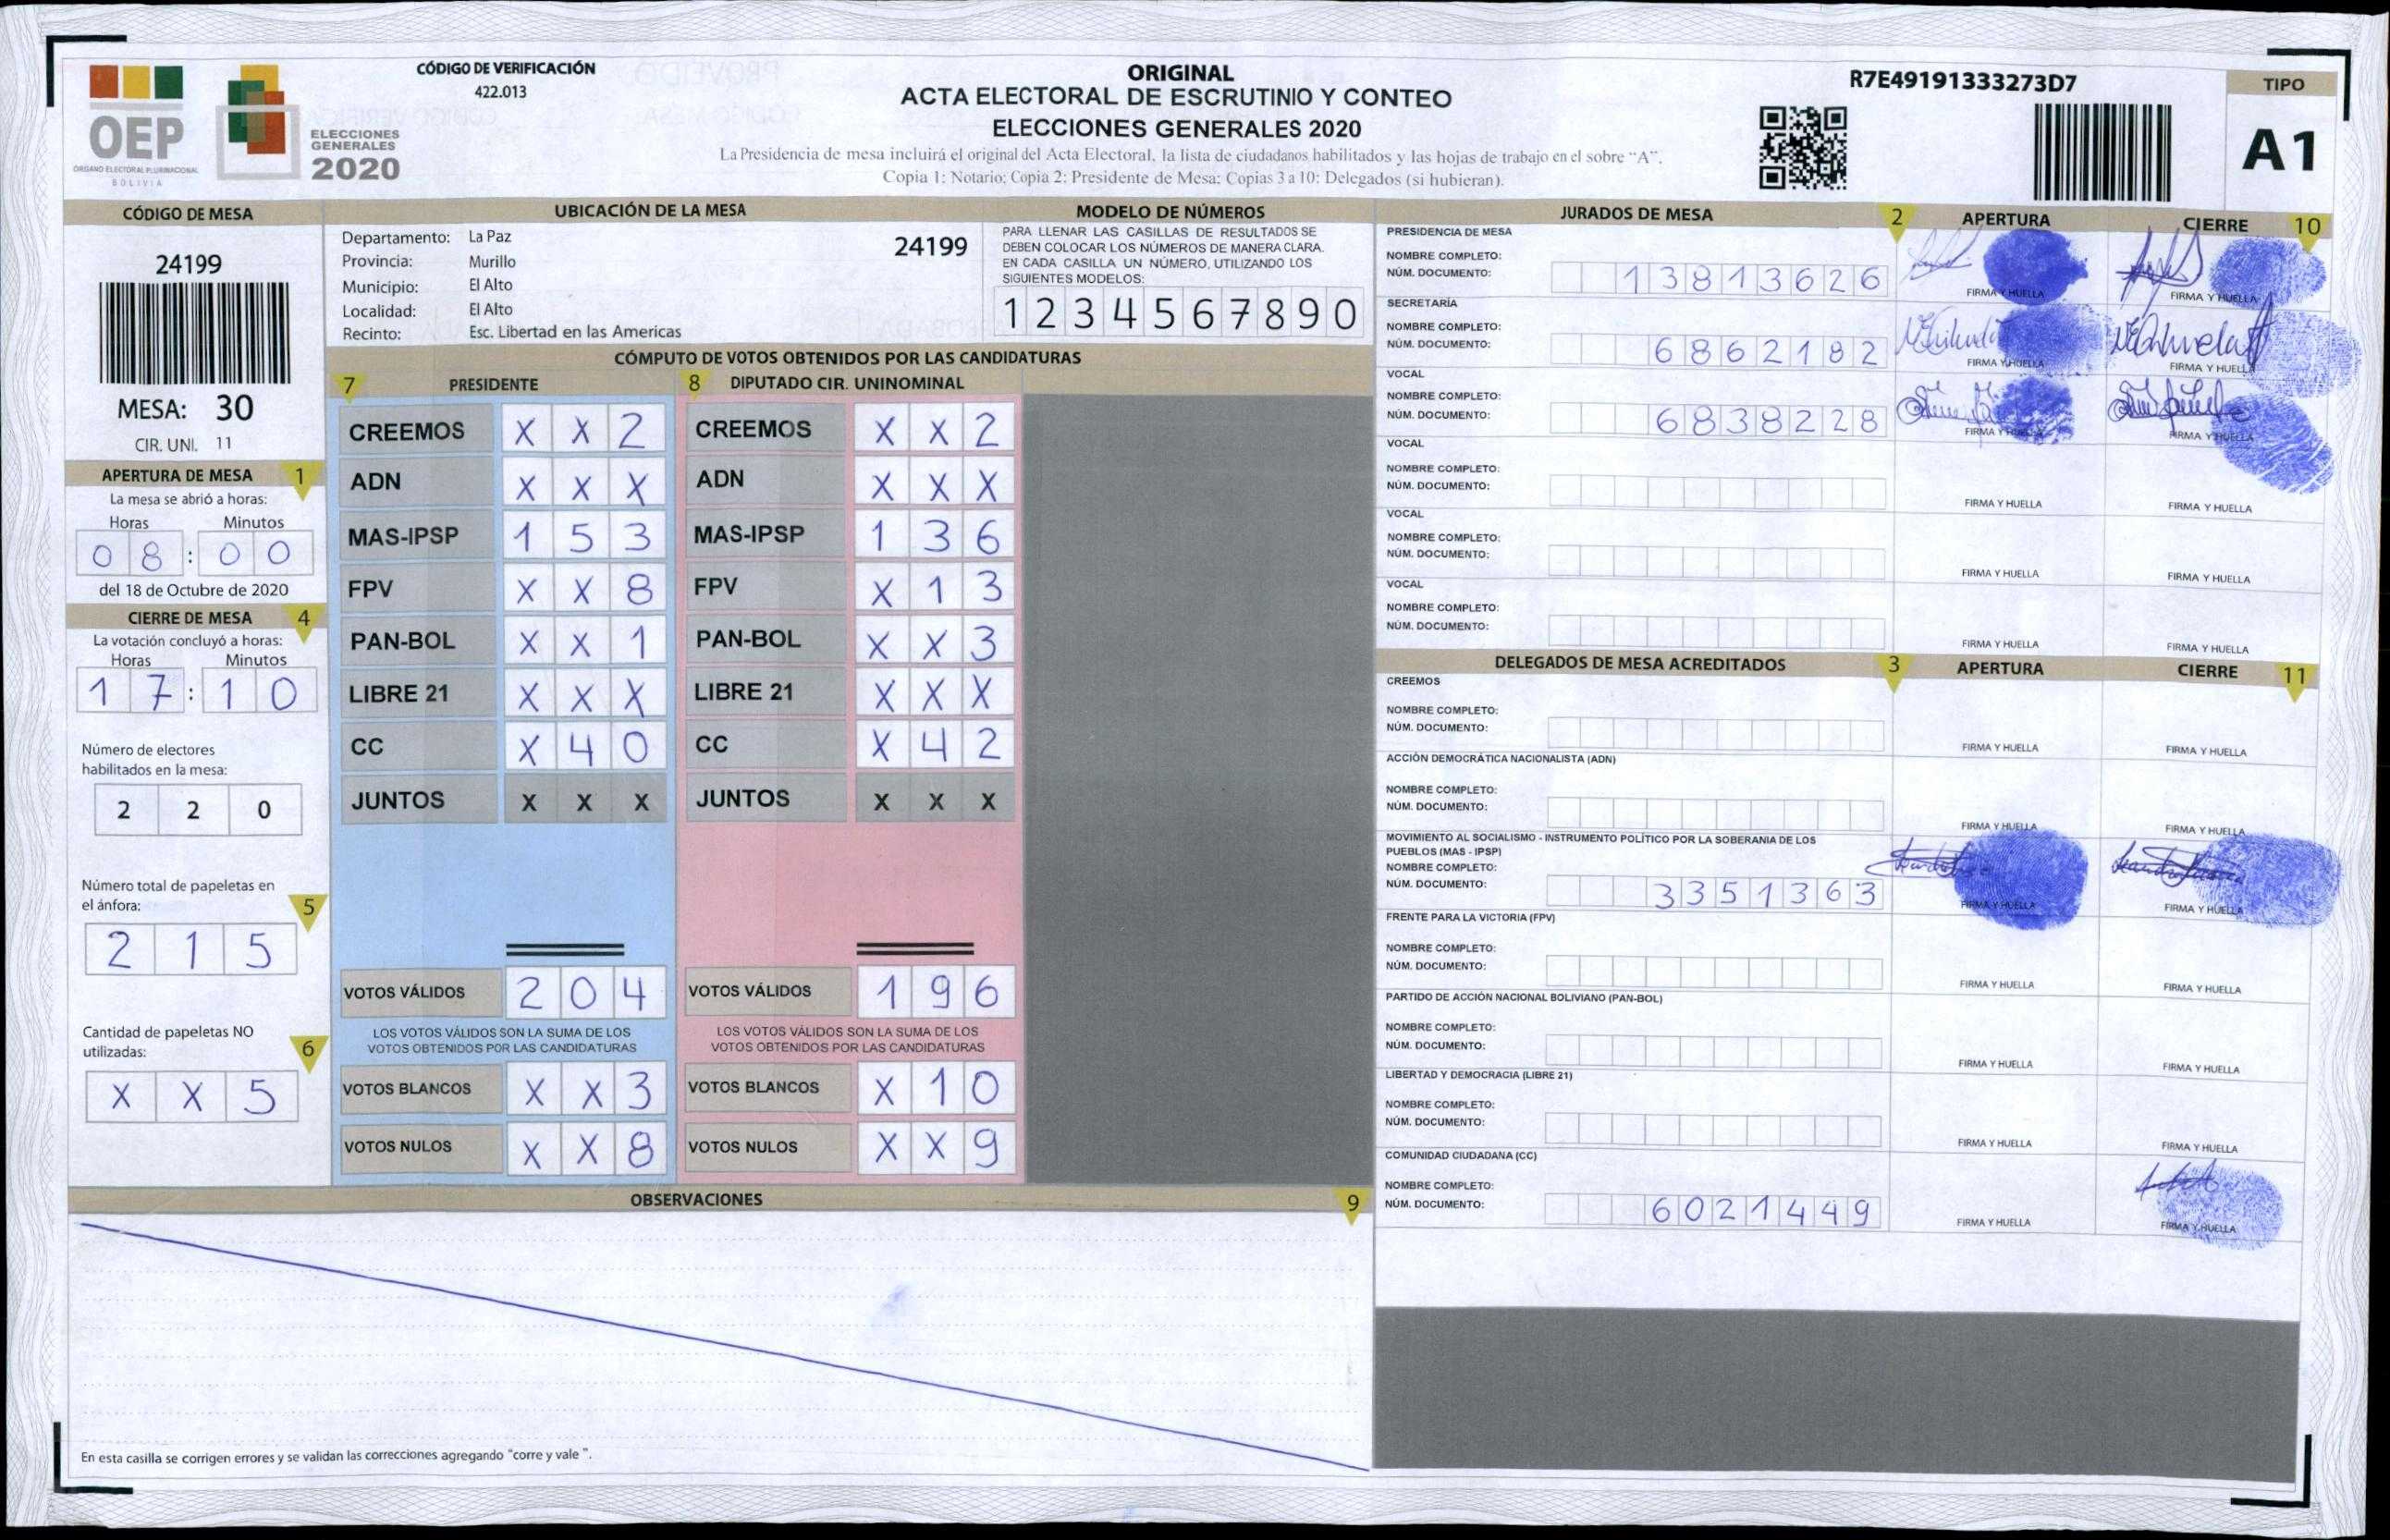 CÓDIGO DE VERIFICACIÓN
422.013
OEP
ÓRGANO ELECTORAL PLURINACIONAL
BOLIVIA
ELECCIONES
GENERALES
2020
ORIGINAL
ACTA ELECTORAL DE ESCRUTINIO Y CONTEO
ELECCIONES GENERALES 2020
La Presidencia de mesa incluirá el original del Acta Electoral, la lista de ciudadanos habilitados y las hojas de trabajo en el sobre "A".
Copia 1: Notario; Copia 2: Presidente de Mesa; Copias 3 a 10: Delegados (si hubieran).
R7E49191333273D7
TIPO
A1
CÓDIGO DE MESA
24199
MESA: 30
CIR. UNI. 11
APERTURA DE MESA 1
La mesa se abrió a horas:
Horas Minutos
0 8 : 0 0
del 18 de Octubre de 2020
CIERRE DE MESA 4
La votación concluyó a horas:
Horas Minutos
1 7 : 1 0
Número de electores
habilitados en la mesa:
2 2 0
Número total de papeletas en
el ánfora: 5
2 1 5
Cantidad de papeletas NO
utilizadas: 6
X X 5
UBICACIÓN DE LA MESA
Departamento: La Paz
24199
Provincia: Murillo
Municipio: El Alto
Localidad: El Alto
Recinto: Esc. Libertad en las Americas
MODELO DE NÚMEROS
PARA LLENAR LAS CASILLAS DE RESULTADOS SE
DEBEN COLOCAR LOS NÚMEROS DE MANERA CLARA.
EN CADA CASILLA UN NÚMERO, UTILIZANDO LOS
SIGUIENTES MODELOS:
1 2 3 4 5 6 7 8 9 0
CÓMPUTO DE VOTOS OBTENIDOS POR LAS CANDIDATURAS
7 PRESIDENTE 8 DIPUTADO CIR. UNINOMINAL
CREEMOS X X 2 CREEMOS X X 2
ADN X X X ADN X X X
MAS-IPSP 1 5 3 MAS-IPSP 1 3 6
FPV X X 8 FPV X 1 3
PAN-BOL X X 1 PAN-BOL X X 3
LIBRE 21 X X X LIBRE 21 X X X
CC X 4 0 CC X 4 2
JUNTOS X X X JUNTOS X X X
VOTOS VÁLIDOS 2 0 4 VOTOS VÁLIDOS 1 9 6
LOS VOTOS VÁLIDOS SON LA SUMA DE LOS LOS VOTOS VÁLIDOS SON LA SUMA DE LOS
VOTOS OBTENIDOS POR LAS CANDIDATURAS VOTOS OBTENIDOS POR LAS CANDIDATURAS
VOTOS BLANCOS X X 3 VOTOS BLANCOS X 1 0
VOTOS NULOS X X 8 VOTOS NULOS X X 9
OBSERVACIONES 9
En esta casilla se corrigen errores y se validan las correcciones agregando "corre y vale ".
JURADOS DE MESA 2 APERTURA CIERRE 10
PRESIDENCIA DE MESA
NOMBRE COMPLETO:
NÚM. DOCUMENTO: 1 3 8 1 3 6 2 6
FIRMA Y HUELLA FIRMA Y HUELLA
SECRETARÍA
NOMBRE COMPLETO:
NÚM. DOCUMENTO: 6 8 6 2 1 8 2
FIRMA Y HUELLA FIRMA Y HUELLA
VOCAL
NOMBRE COMPLETO:
NÚM. DOCUMENTO: 6 8 3 8 2 2 8
FIRMA Y HUELLA FIRMA Y HUELLA
VOCAL
NOMBRE COMPLETO:
NÚM. DOCUMENTO:
FIRMA Y HUELLA FIRMA Y HUELLA
VOCAL
NOMBRE COMPLETO:
NÚM. DOCUMENTO:
FIRMA Y HUELLA FIRMA Y HUELLA
VOCAL
NOMBRE COMPLETO:
NÚM. DOCUMENTO:
FIRMA Y HUELLA FIRMA Y HUELLA
DELEGADOS DE MESA ACREDITADOS 3 APERTURA CIERRE 11
CREEMOS
NOMBRE COMPLETO:
NÚM. DOCUMENTO:
FIRMA Y HUELLA FIRMA Y HUELLA
ACCIÓN DEMOCRÁTICA NACIONALISTA (ADN)
NOMBRE COMPLETO:
NÚM. DOCUMENTO:
FIRMA Y HUELLA FIRMA Y HUELLA
MOVIMIENTO AL SOCIALISMO - INSTRUMENTO POLÍTICO POR LA SOBERANIA DE LOS
PUEBLOS (MAS - IPSP)
NOMBRE COMPLETO:
NÚM. DOCUMENTO: 3 3 5 1 3 6 3
FIRMA Y HUELLA FIRMA Y HUELLA
FRENTE PARA LA VICTORIA (FPV)
NOMBRE COMPLETO:
NÚM. DOCUMENTO:
FIRMA Y HUELLA FIRMA Y HUELLA
PARTIDO DE ACCIÓN NACIONAL BOLIVIANO (PAN-BOL)
NOMBRE COMPLETO:
NÚM. DOCUMENTO:
FIRMA Y HUELLA FIRMA Y HUELLA
LIBERTAD Y DEMOCRACIA (LIBRE 21)
NOMBRE COMPLETO:
NÚM. DOCUMENTO:
FIRMA Y HUELLA FIRMA Y HUELLA
COMUNIDAD CIUDADANA (CC)
NOMBRE COMPLETO:
NÚM. DOCUMENTO: 6 0 2 1 4 4 9
FIRMA Y HUELLA FIRMA Y HUELLA